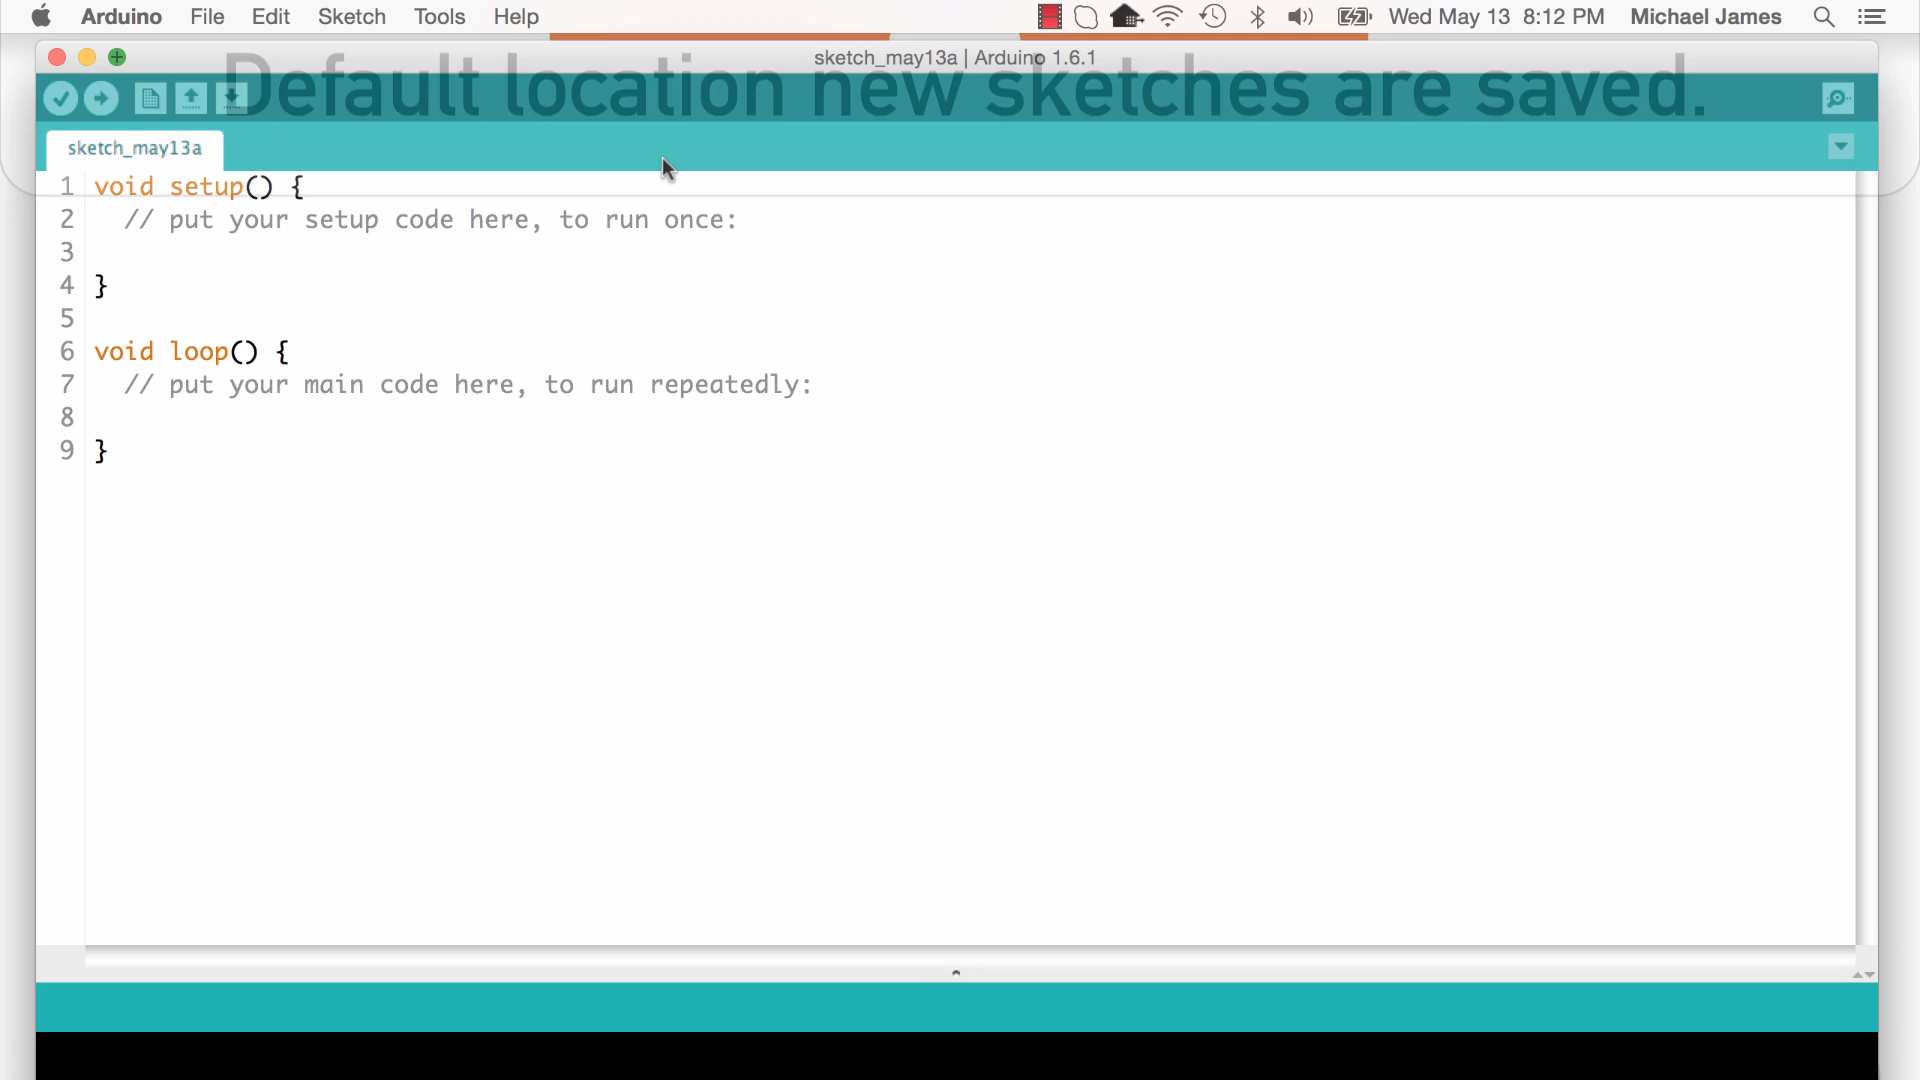 Arduino File Edit Sketch Tools Help Wed May 13 8:12 PM Michael James
sketch_may13a | Arduino 1.6.1
Default location new sketches are saved.
sketch_may13a
1 void setup() {
2 // put your setup code here, to run once:
3
4 }
5
6 void loop() {
7 // put your main code here, to run repeatedly:
8
9 }